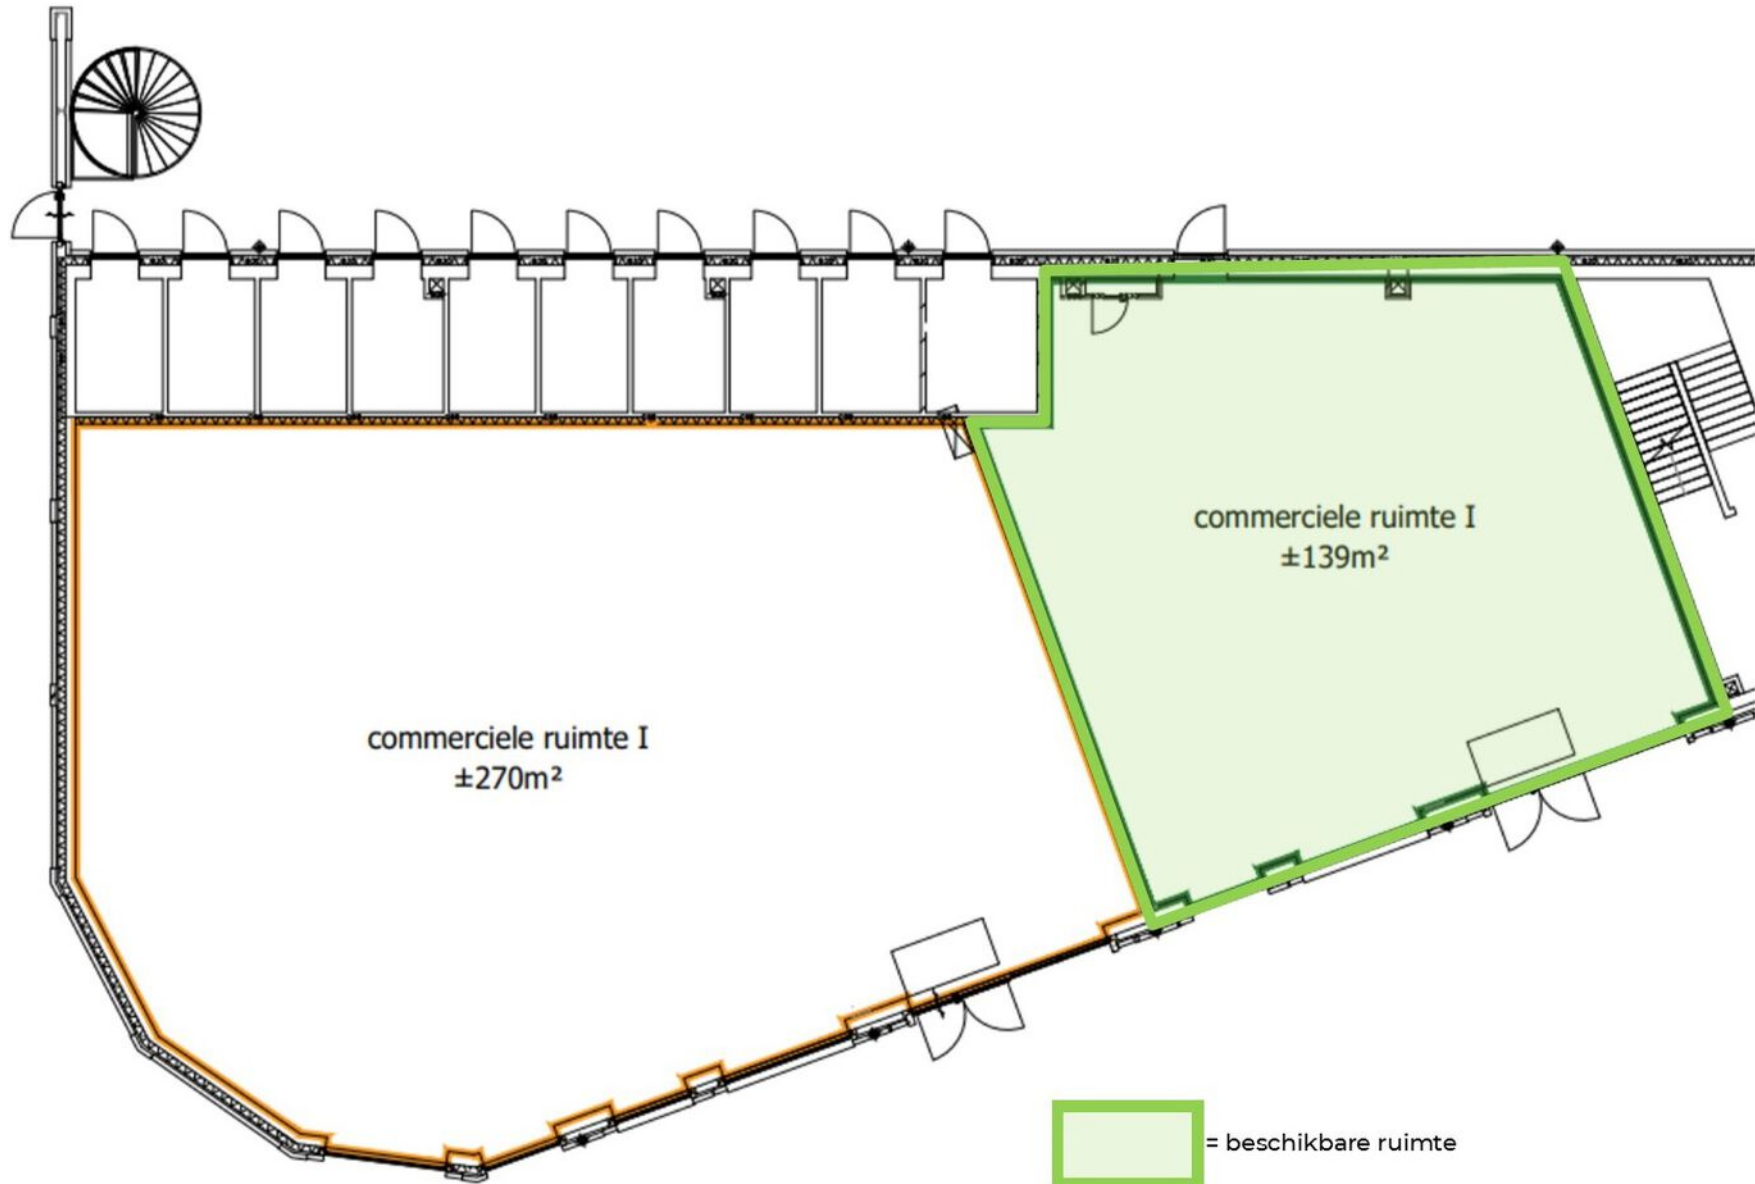 commerciele ruimte I
±139m²
commerciele ruimte I
±270m²
= beschikbare ruimte